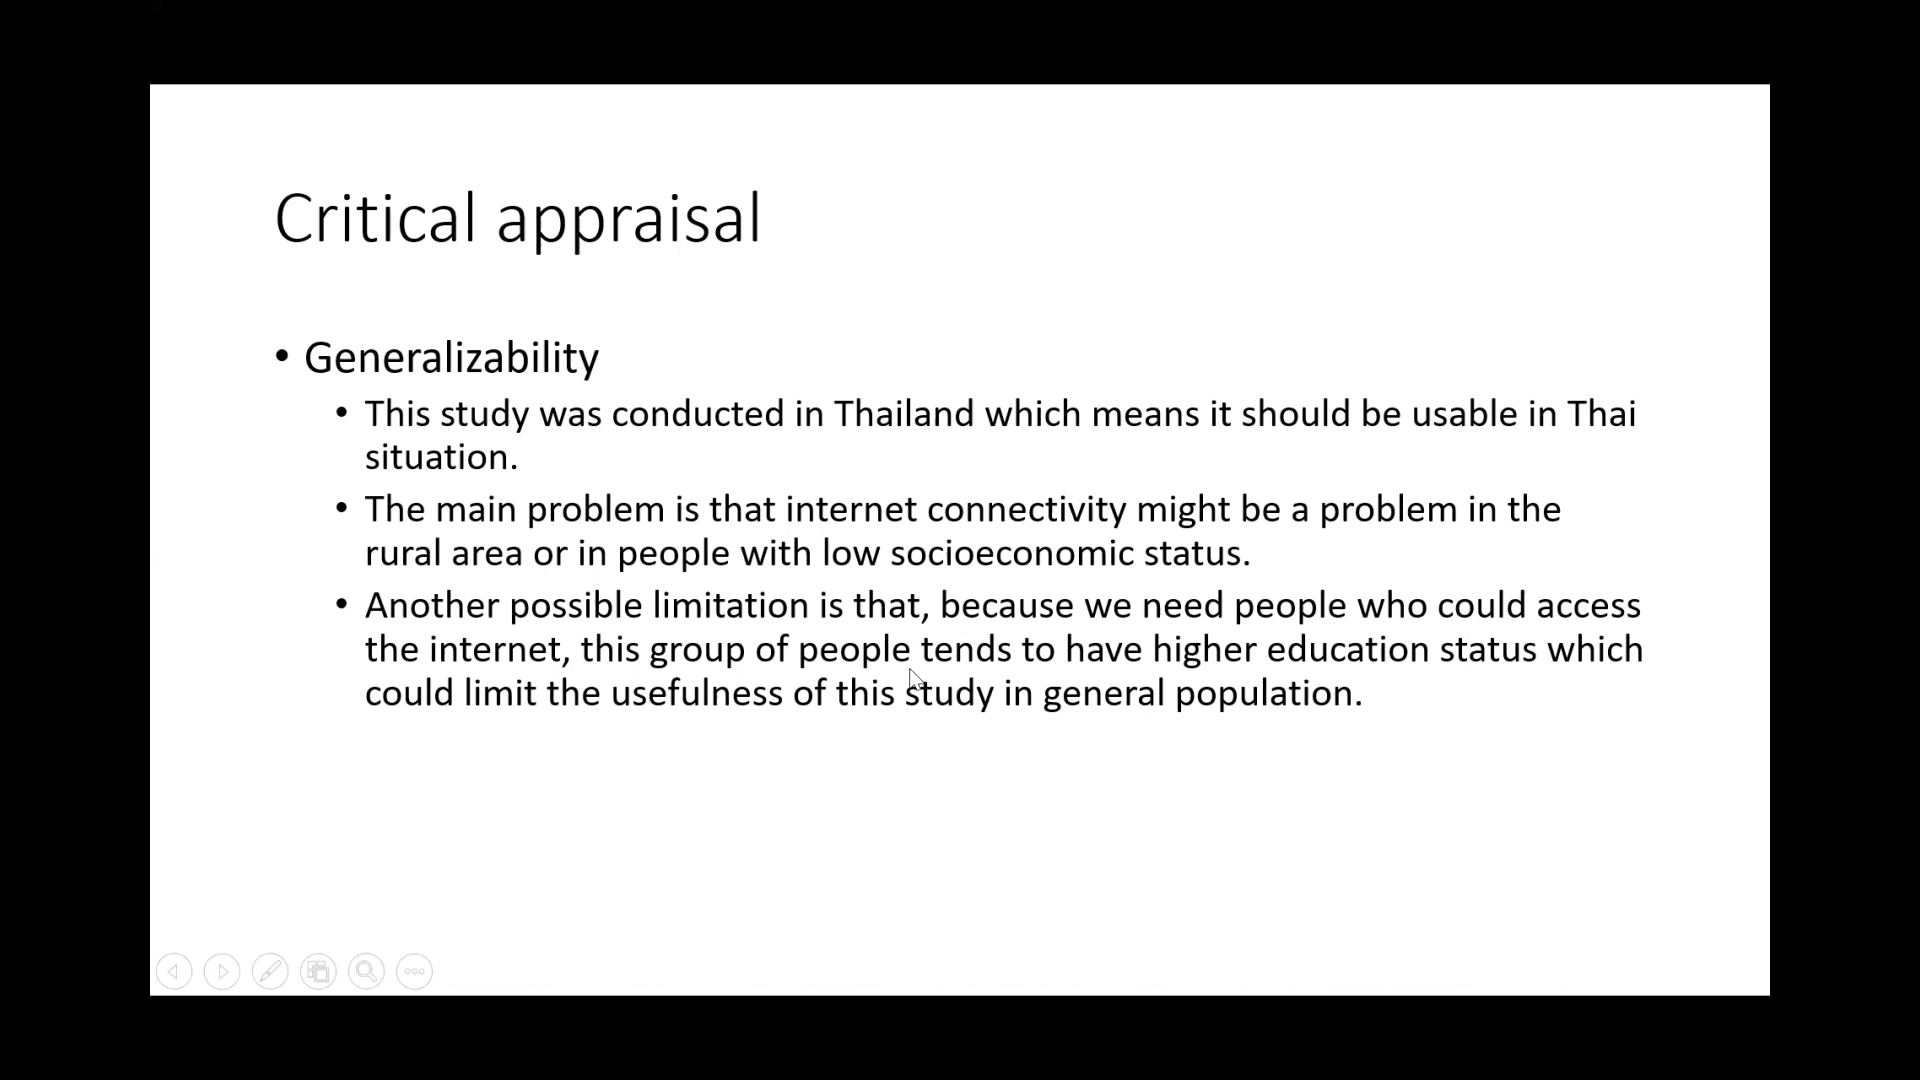 Critical appraisal
• Generalizability
• This study was conducted in Thailand which means it should be usable in Thai
situation.
• The main problem is that internet connectivity might be a problem in the
rural area or in people with low socioeconomic status.
• Another possible limitation is that, because we need people who could access
the internet, this group of people tends to have higher education status which
could limit the usefulness of this study in general population.